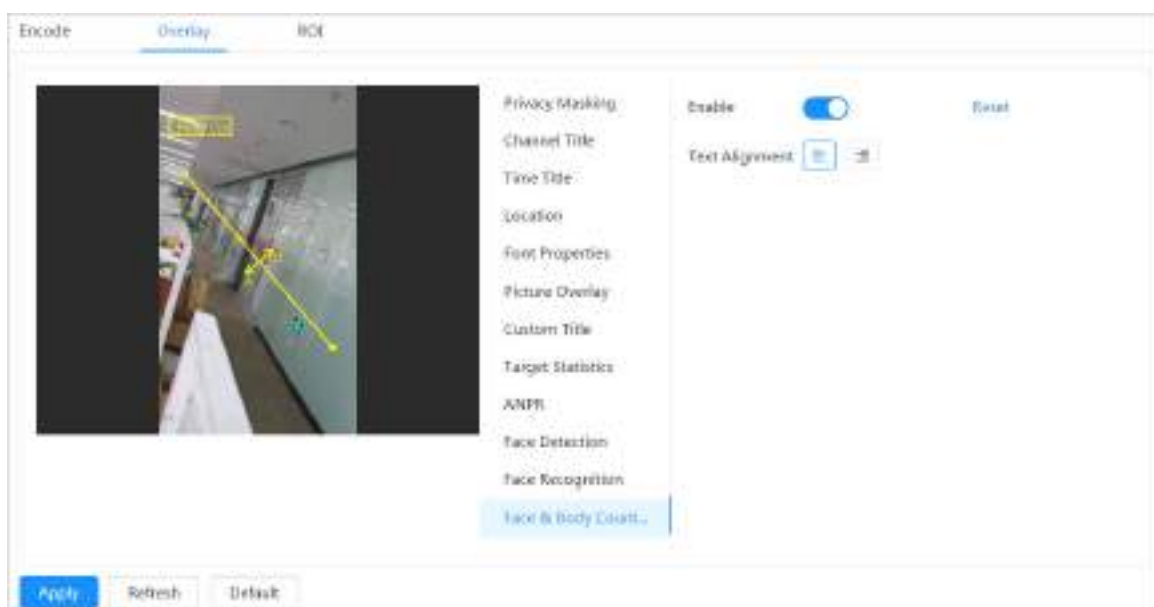 Encode Overlay ROI
Privacy Masking
Enable Reset
Channel Title
Text Alignment
Time Title
Location
Font Properties
Picture Overlay
Custom Title
Target Statistics
ANPR
Face Detection
Face Recognition
Face & Body Count...
Apply Refresh Default